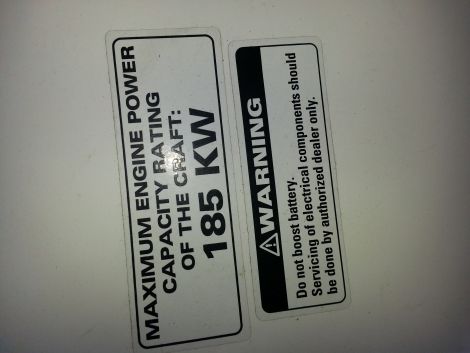 MAXIMUM ENGINE POWER
CAPACITY RATING
OF THE CRAFT:
185 KW
WARNING
Do not boost battery.
Servicing of electrical components should
be done by authorized dealer only.